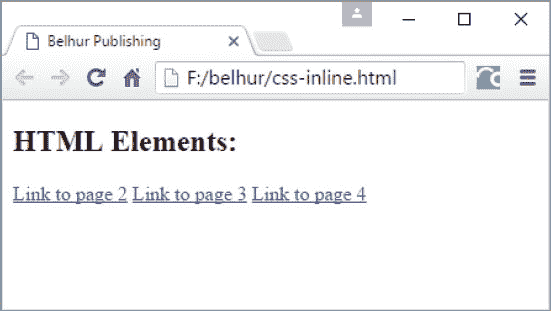 Belhur Publishing
F:/belhur/css-inline.html
HTML Elements:
Link to page 2 Link to page 3 Link to page 4